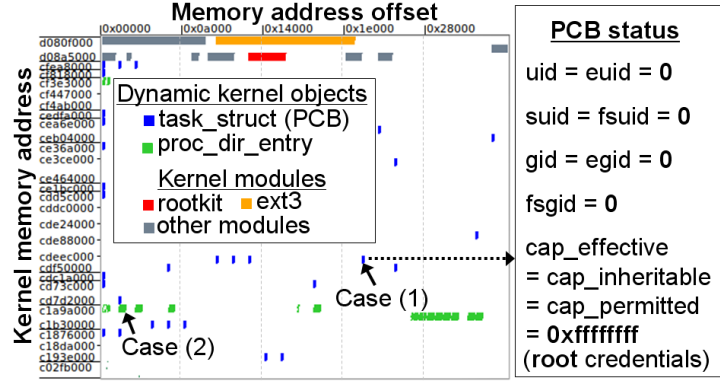 Memory address offset
0x00000
0x0a000
0x14000
0x1e000
0x28000
Kernel memory address
d080f000
d08a5000
cfea8000
cf818000
cf3e3000
cf447000
cf4ab000
cedfa000
cea6e000
ceb04000
ce36a000
ce3ce000
ce464000
ce1bc000
cdd5c000
cddc0000
cde24000
cde88000
cdeec000
cdf50000
cdc1a000
cd73c000
cd7d2000
c1a9a000
c1b30000
c1876000
c18da000
c193e000
c02fb000
Dynamic kernel objects
task_struct (PCB)
proc_dir_entry
Kernel modules
rootkit ext3
other modules
Case (1)
Case (2)
PCB status
uid = euid = 0
suid = fsuid = 0
gid = egid = 0
fsgid = 0
cap_effective
= cap_inheritable
= cap_permitted
= 0xffffffff
(root credentials)